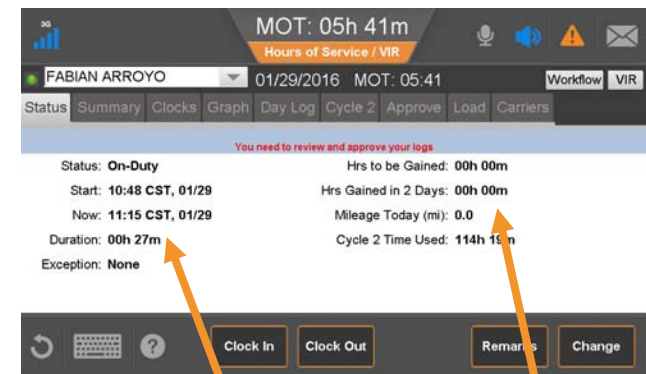 3G
MOT: 05h 41m
Hours of Service / VIR
FABIAN ARROYO
01/29/2016 MOT: 05:41
Workflow VIR
Status Summary Clocks Graph Day Log Cycle 2 Approve Load Carriers
You need to review and approve your logs
Status: On-Duty
Hrs to be Gained: 00h 00m
Start: 10:48 CST, 01/29
Hrs Gained in 2 Days: 00h 00m
Now: 11:15 CST, 01/29
Mileage Today (mi): 0.0
Duration: 00h 27m
Cycle 2 Time Used: 114h 19m
Exception: None
? Clock In Clock Out Remarks Change